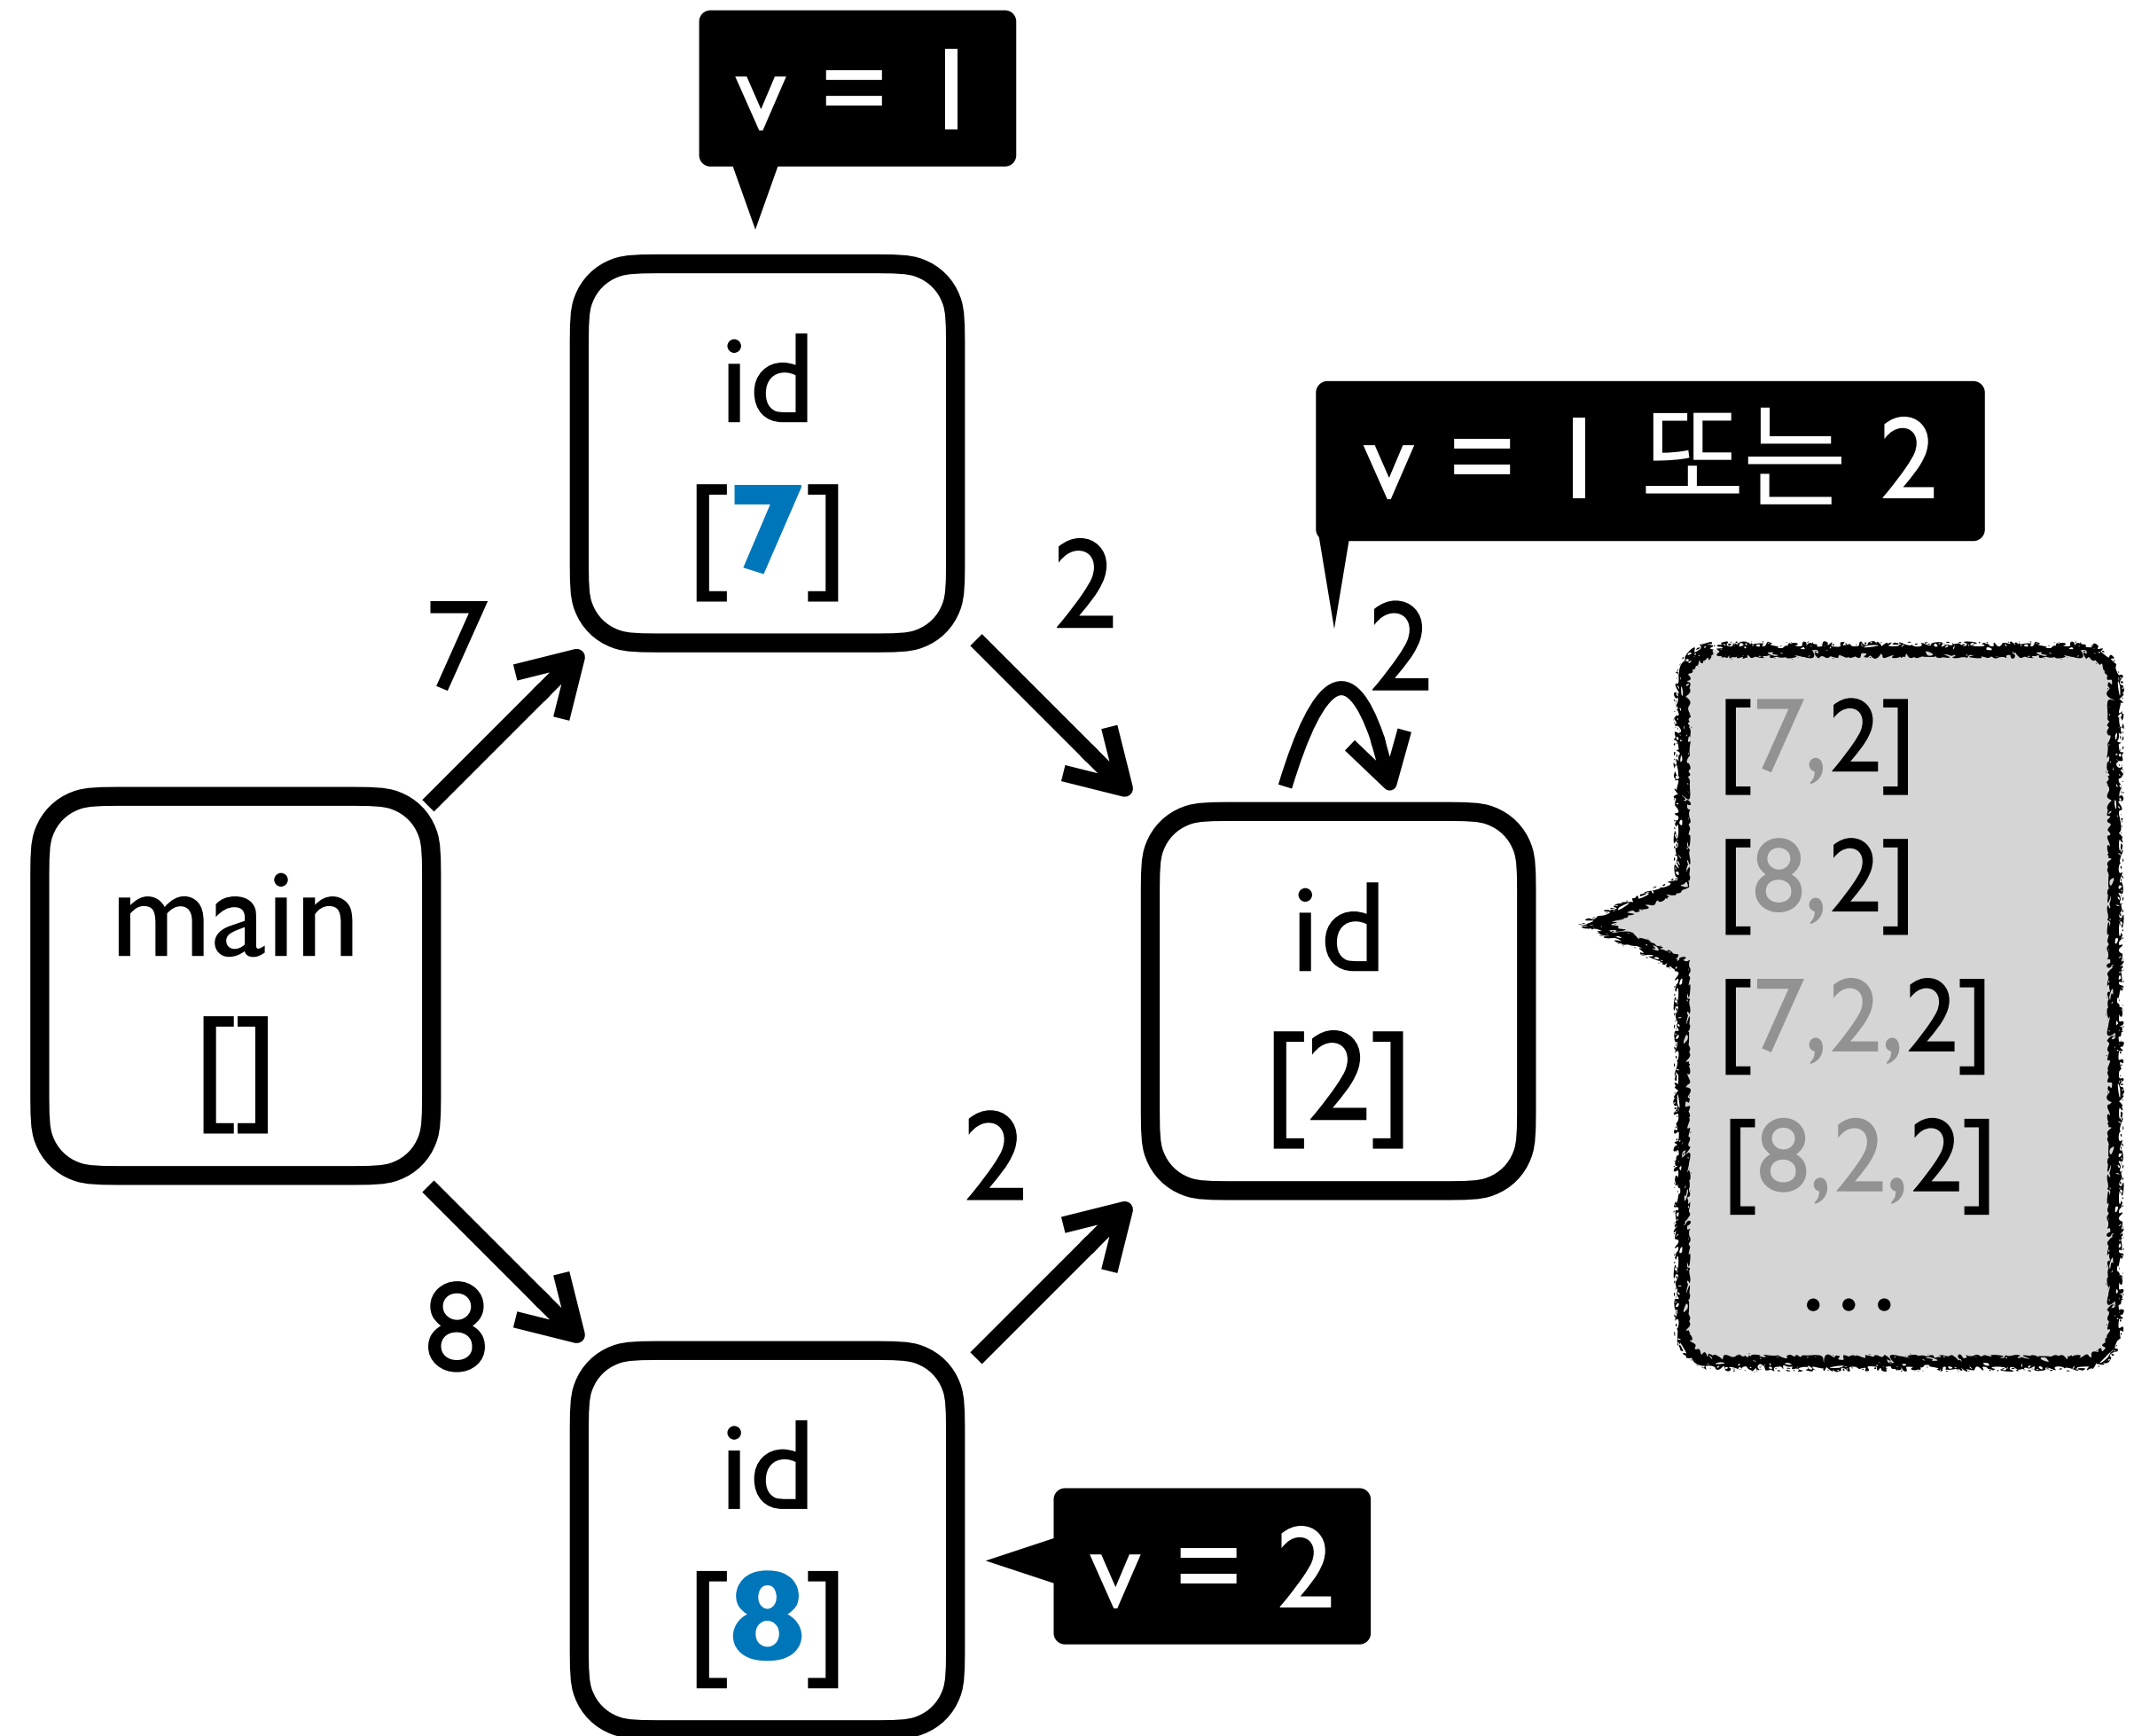 v = 1
id
[7]
7
2
v = 1 또는 2
2
main
[]
id
[2]
[7,2]
[8,2]
[7,2,2]
[8,2,2]
...
8
2
id
[8]
v = 2